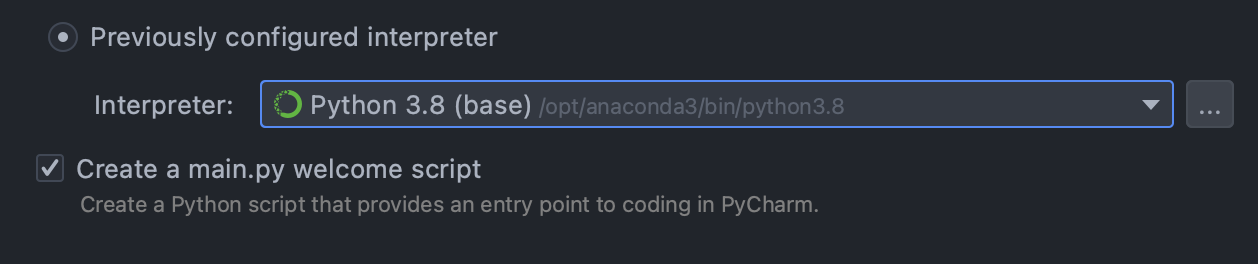 Previously configured interpreter
Interpreter: Python 3.8 (base) /opt/anaconda3/bin/python3.8 ...
Create a main.py welcome script
Create a Python script that provides an entry point to coding in PyCharm.